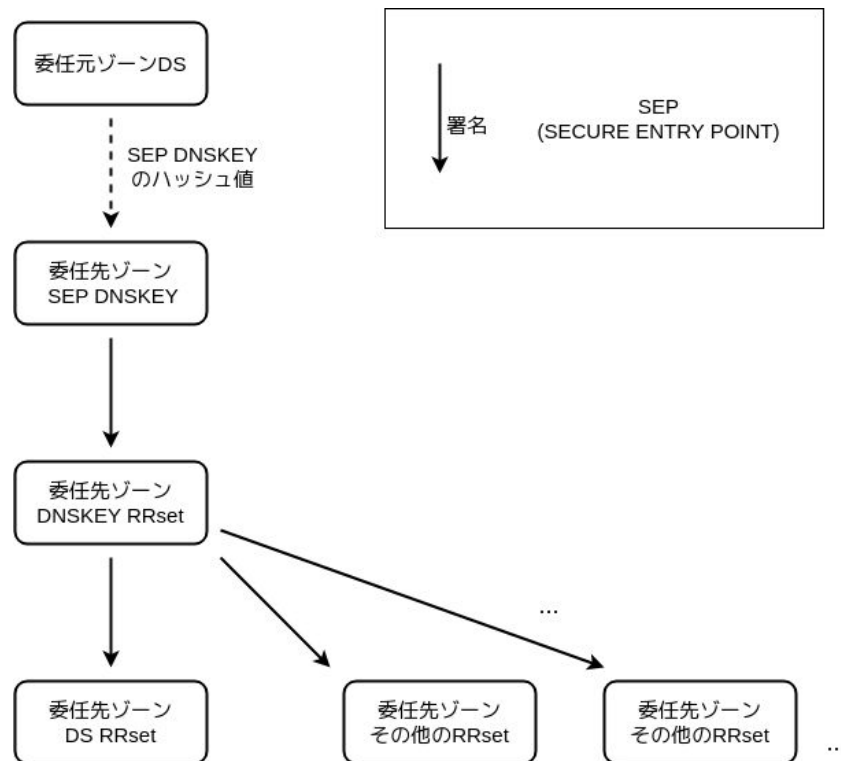 委任元ゾーンDS
SEP DNSKEY
のハッシュ値
署名
SEP
(SECURE ENTRY POINT)
委任先ゾーン
SEP DNSKEY
委任先ゾーン
DNSKEY RRset
...
委任先ゾーン
DS RRset
委任先ゾーン
その他のRRset
委任先ゾーン
その他のRRset
...